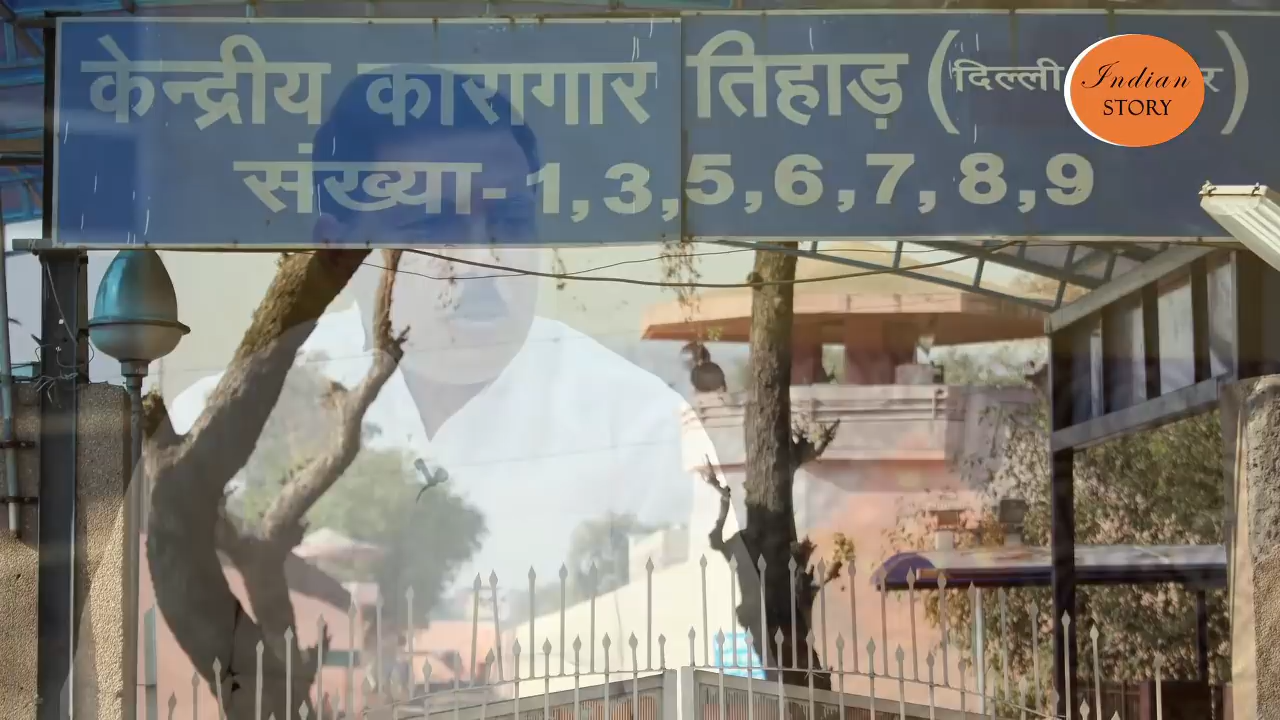 केन्द्रीय कारागार तिहाड़ (दिल्ली
संख्या-1,3,5,6,7,8,9
Indian
STORY